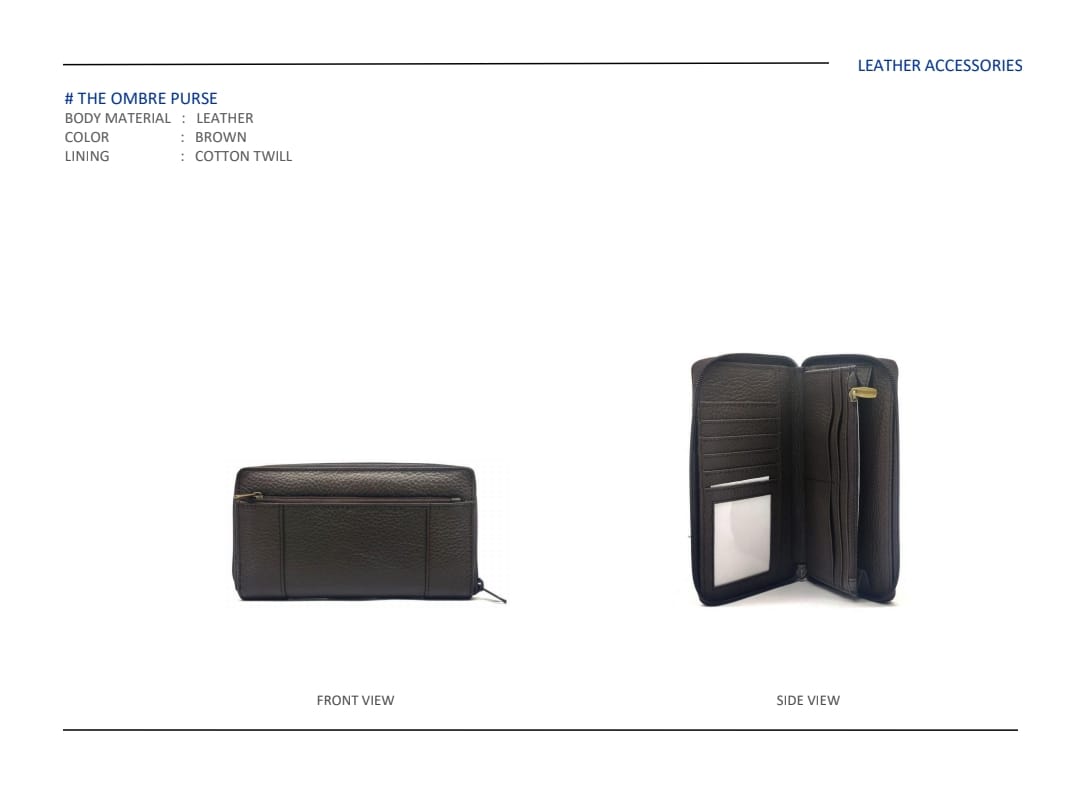 LEATHER ACCESSORIES
# THE OMBRE PURSE
BODY MATERIAL : LEATHER
COLOR : BROWN
LINING : COTTON TWILL
FRONT VIEW
SIDE VIEW